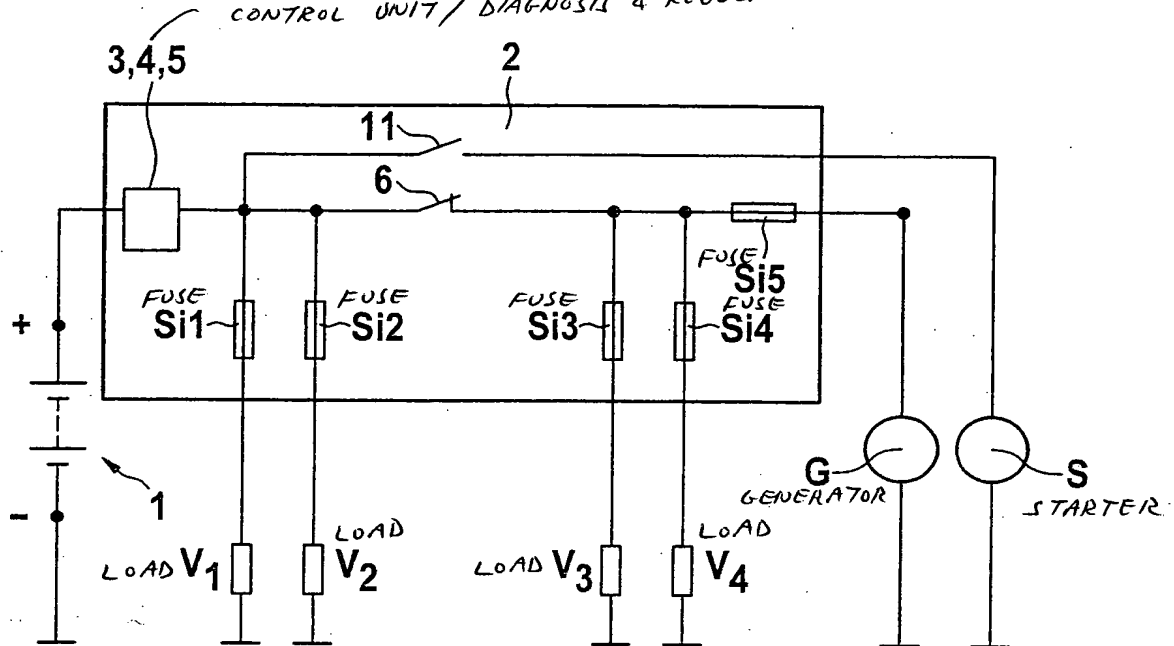 CONTROL UNIT / DIAGNOSIS &
3,4,5
2
11
6
FUSE
Si5
FUSE
Si1
FUSE
Si2
FUSE
Si3
FUSE
Si4
+
-
1
G
GENERATOR
S
STARTER
LOAD V1
LOAD
V2
LOAD V3
LOAD
V4